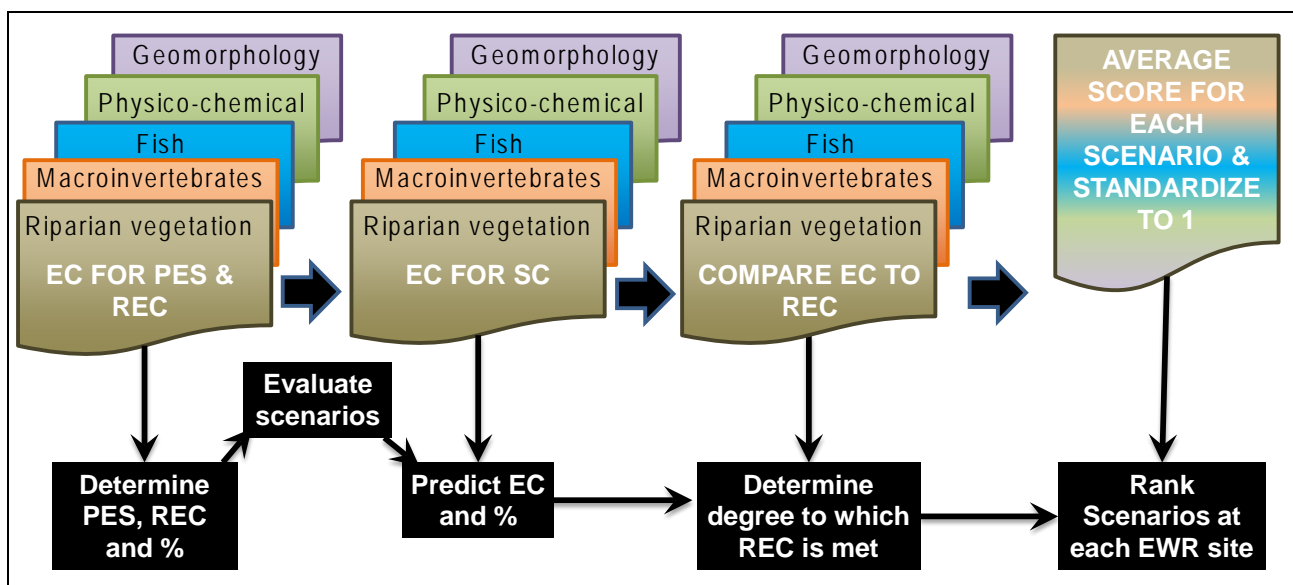 Geomorphology
Physico-chemical
Fish
Macroinvertebrates
Riparian vegetation
EC FOR PES &
REC
Geomorphology
Physico-chemical
Fish
Macroinvertebrates
Riparian vegetation
EC FOR SC
Geomorphology
Physico-chemical
Fish
Macroinvertebrates
Riparian vegetation
COMPARE EC TO
REC
AVERAGE
SCORE FOR
EACH
SCENARIO &
STANDARDIZE
TO 1
Evaluate
scenarios
Determine
PES, REC
and %
Predict EC
and %
Determine
degree to which
REC is met
Rank
Scenarios at
each EWR site